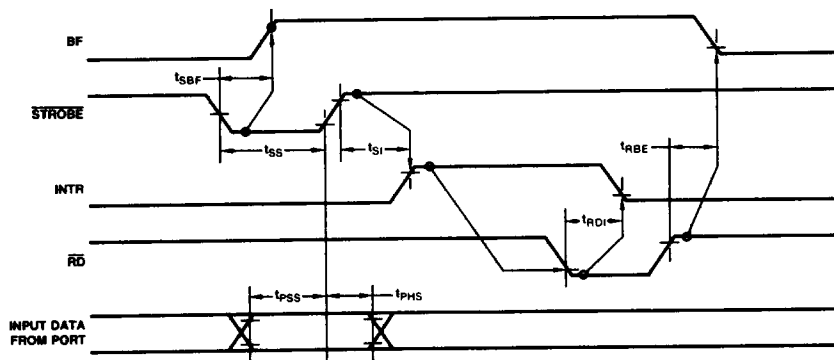 BF
tSBF
STROBE
tSS
tSI
tRBE
INTR
tRDI
RD
tPSS
tPHS
INPUT DATA
FROM PORT